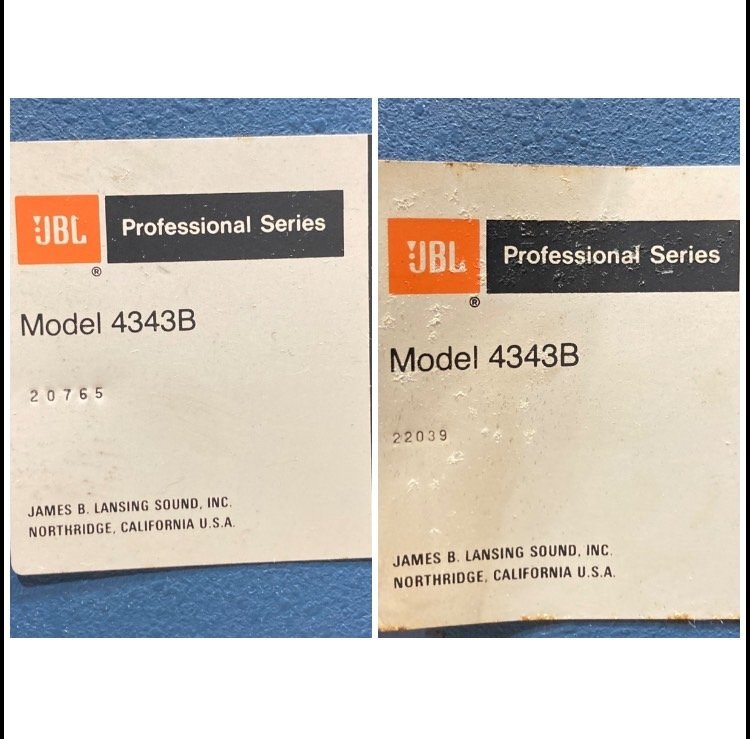 JBL Professional Series
®
Model 4343B
20765
JAMES B. LANSING SOUND, INC.
NORTHRIDGE, CALIFORNIA U.S.A.
JBL Professional Series
®
Model 4343B
22039
JAMES B. LANSING SOUND, INC.
NORTHRIDGE, CALIFORNIA U.S.A.